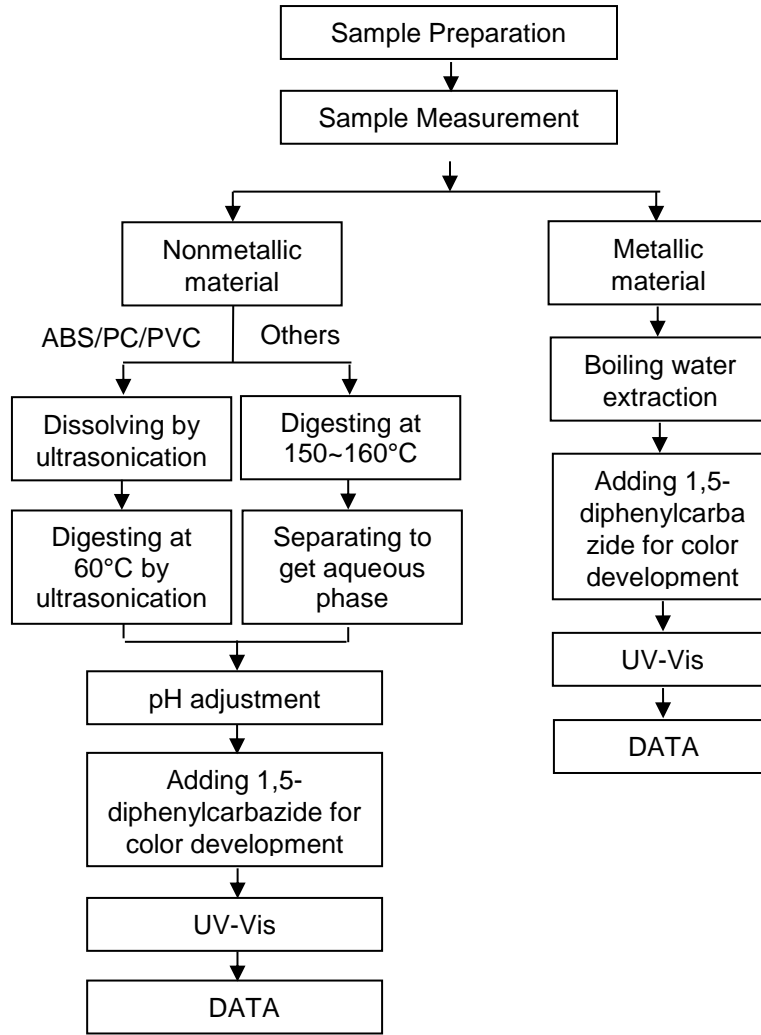 Sample Preparation
Sample Measurement
Nonmetallic
material
ABS/PC/PVC
Others
Dissolving by
ultrasonication
Digesting at
150~160°C
Digesting at
60°C by
ultrasonication
Separating to
get aqueous
phase
pH adjustment
Adding 1,5-
diphenylcarbazide for
color development
UV-Vis
DATA
Metallic
material
Boiling water
extraction
Adding 1,5-
diphenylcarba
zide for color
development
UV-Vis
DATA